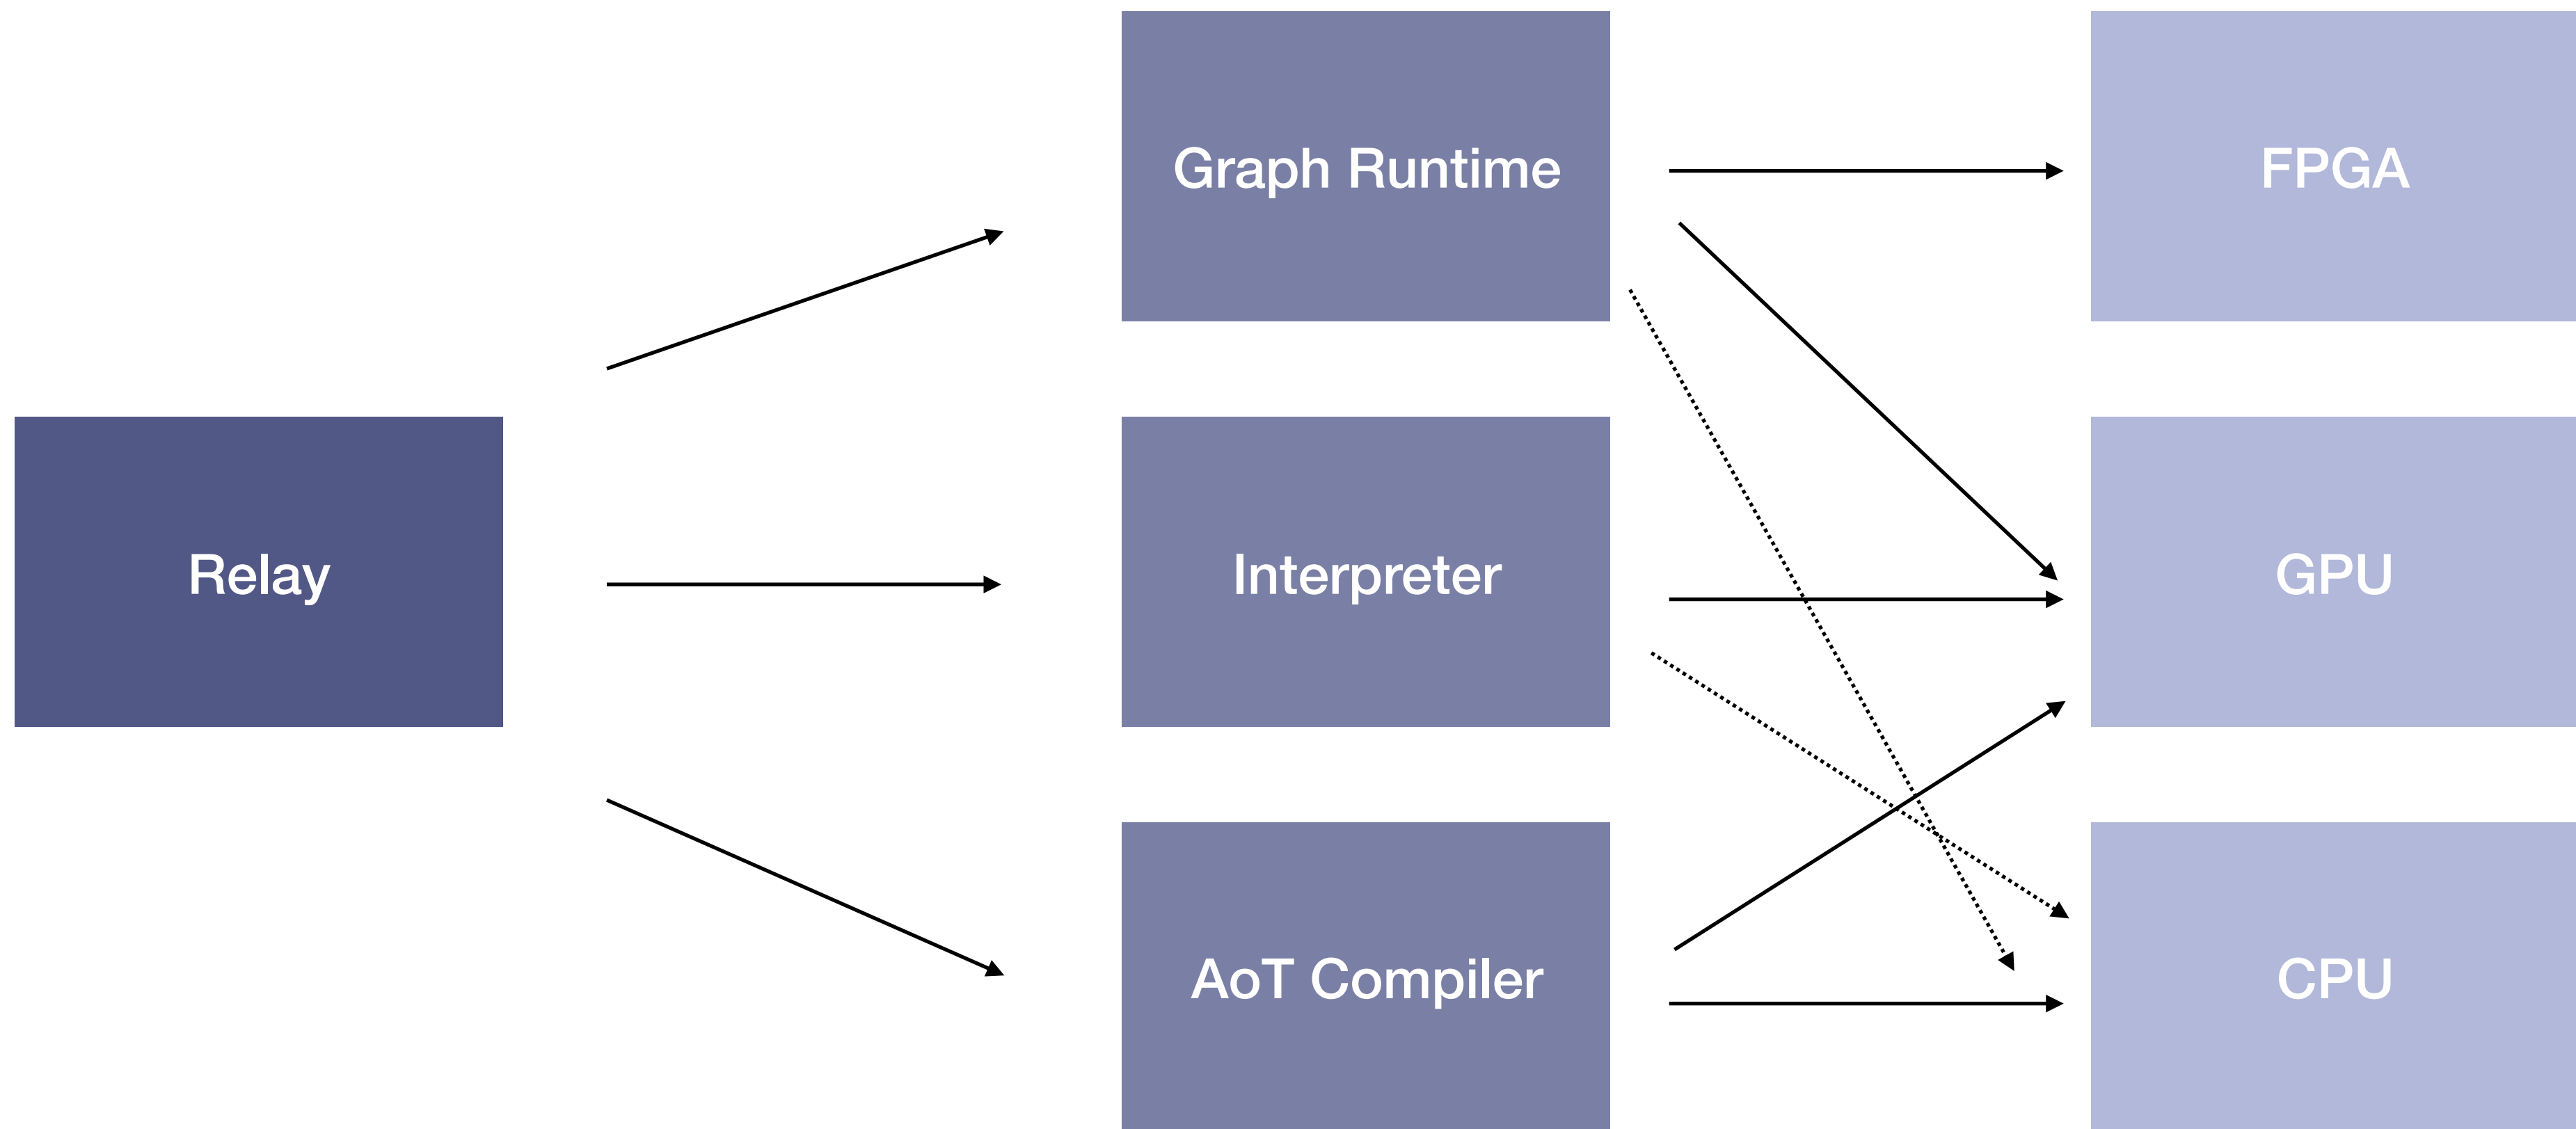 Graph Runtime
FPGA
Relay
Interpreter
GPU
AoT Compiler
CPU